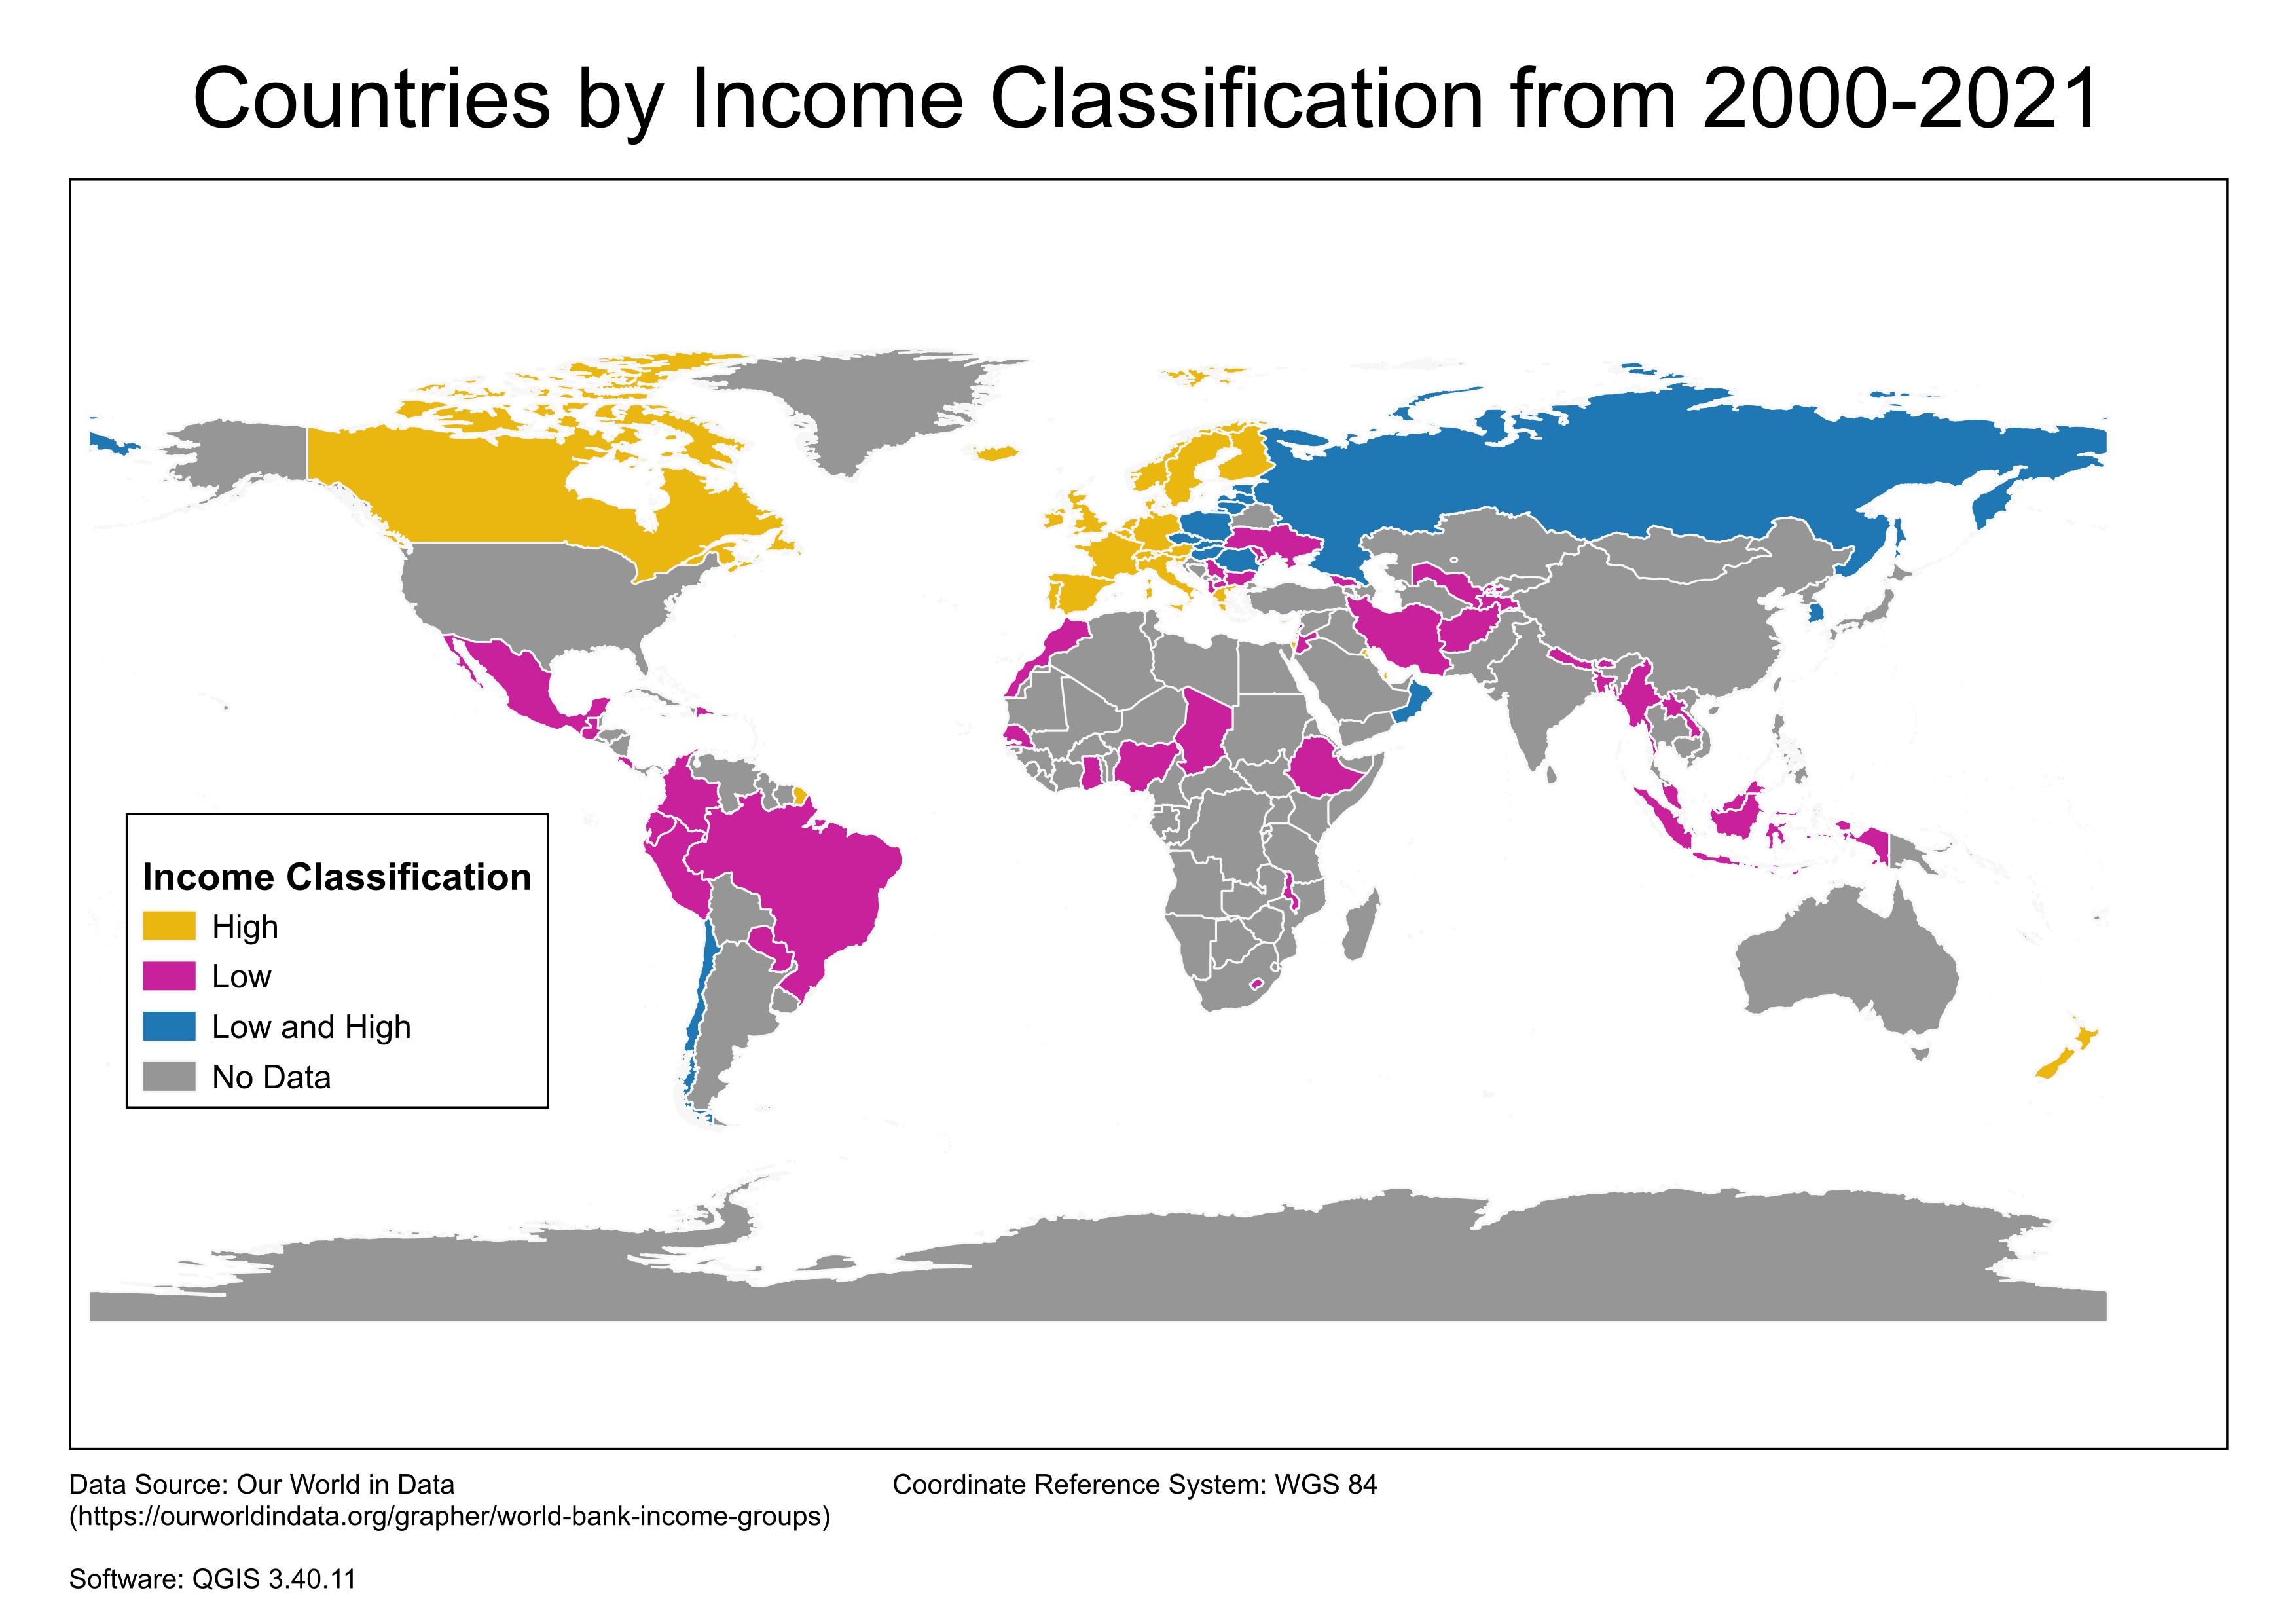 Countries by Income Classification from 2000-2021
Income Classification
High
Low
Low and High
No Data
Data Source: Our World in Data
(https://ourworldindata.org/grapher/world-bank-income-groups)
Coordinate Reference System: WGS 84
Software: QGIS 3.40.11